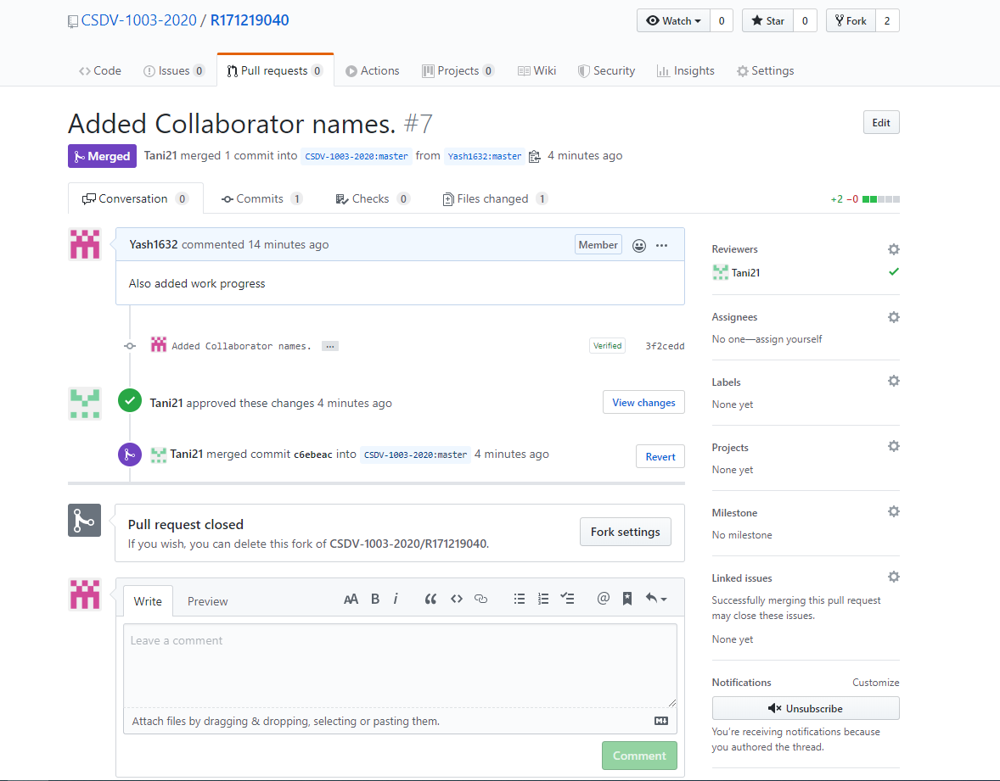 CSDV-1003-2020 / R171219040
Watch 0 Star 0 Fork 2
Code Issues 0 Pull requests 0 Actions Projects 0 Wiki Security Insights Settings
Added Collaborator names. #7
Edit
Merged Tani21 merged 1 commit into CSDV-1003-2020:master from Yash1632:master 4 minutes ago
Conversation 0 Commits 1 Checks 0 Files changed 1 +2 −0
Yash1632 commented 14 minutes ago Member
Also added work progress
Added Collaborator names. … Verified 3f2cedd
Tani21 approved these changes 4 minutes ago View changes
Tani21 merged commit c6ebeac into CSDV-1003-2020:master 4 minutes ago Revert
Pull request closed
If you wish, you can delete this fork of CSDV-1003-2020/R171219040.
Fork settings
Write Preview AA B i @
Leave a comment
Attach files by dragging & dropping, selecting or pasting them.
Comment
Reviewers
Tani21
Assignees
No one—assign yourself
Labels
None yet
Projects
None yet
Milestone
No milestone
Linked issues
Successfully merging this pull request
may close these issues.
None yet
Notifications Customize
Unsubscribe
You're receiving notifications because
you authored the thread.